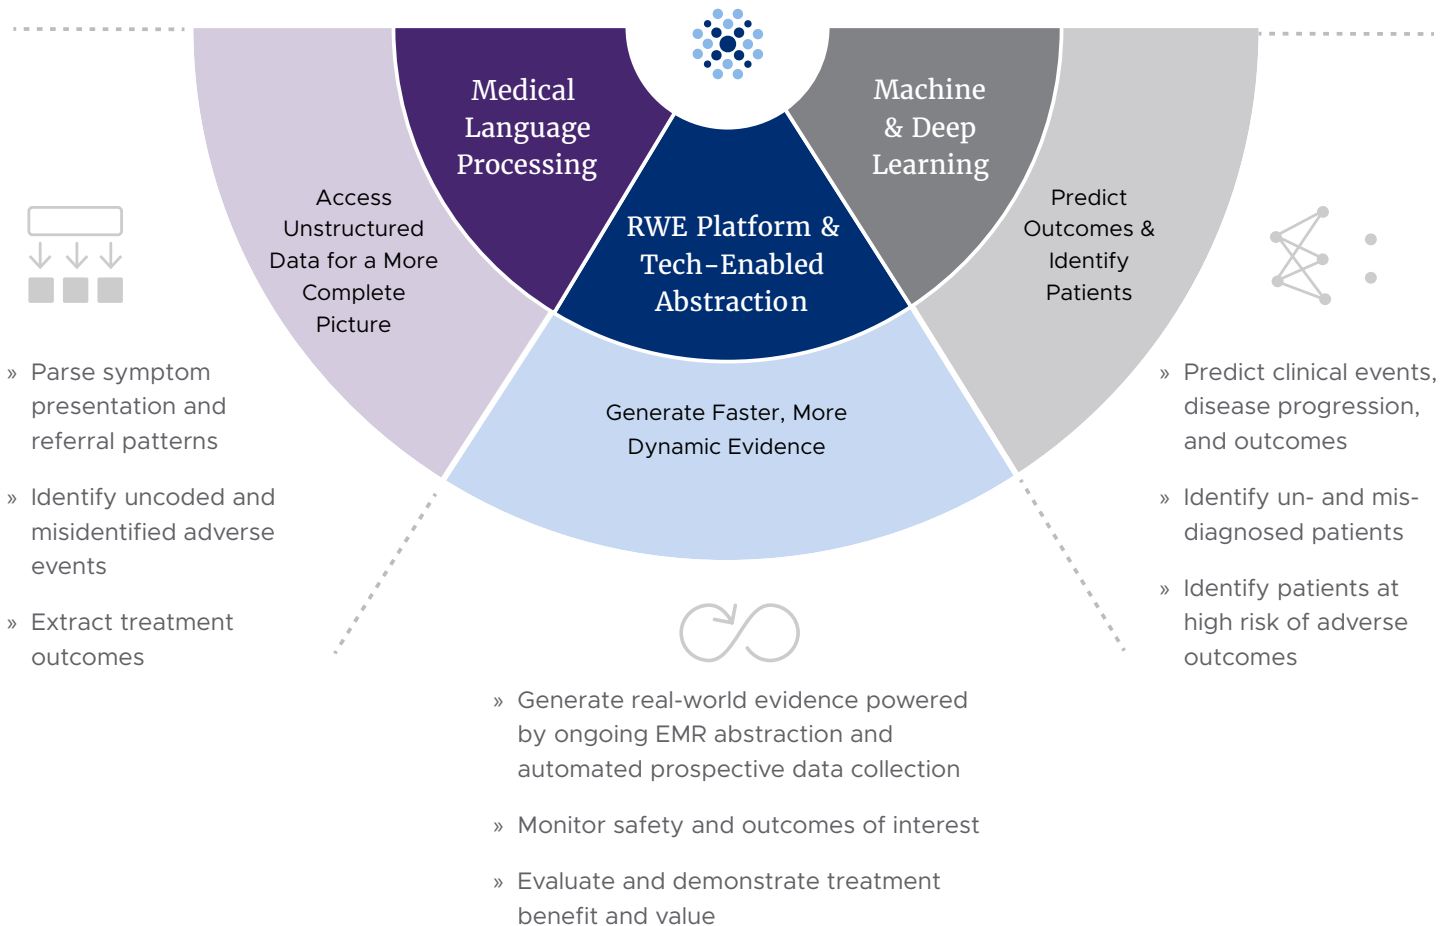 Medical
Language
Processing
Machine
& Deep
Learning
RWE Platform &
Tech-Enabled
Abstraction
Access
Unstructured
Data for a More
Complete
Picture
Predict
Outcomes &
Identify
Patients
Generate Faster, More
Dynamic Evidence
» Parse symptom
presentation and
referral patterns
» Identify uncoded and
misidentified adverse
events
» Extract treatment
outcomes
» Generate real-world evidence powered
by ongoing EMR abstraction and
automated prospective data collection
» Monitor safety and outcomes of interest
» Evaluate and demonstrate treatment
benefit and value
» Predict clinical events,
disease progression,
and outcomes
» Identify un- and mis-
diagnosed patients
» Identify patients at
high risk of adverse
outcomes